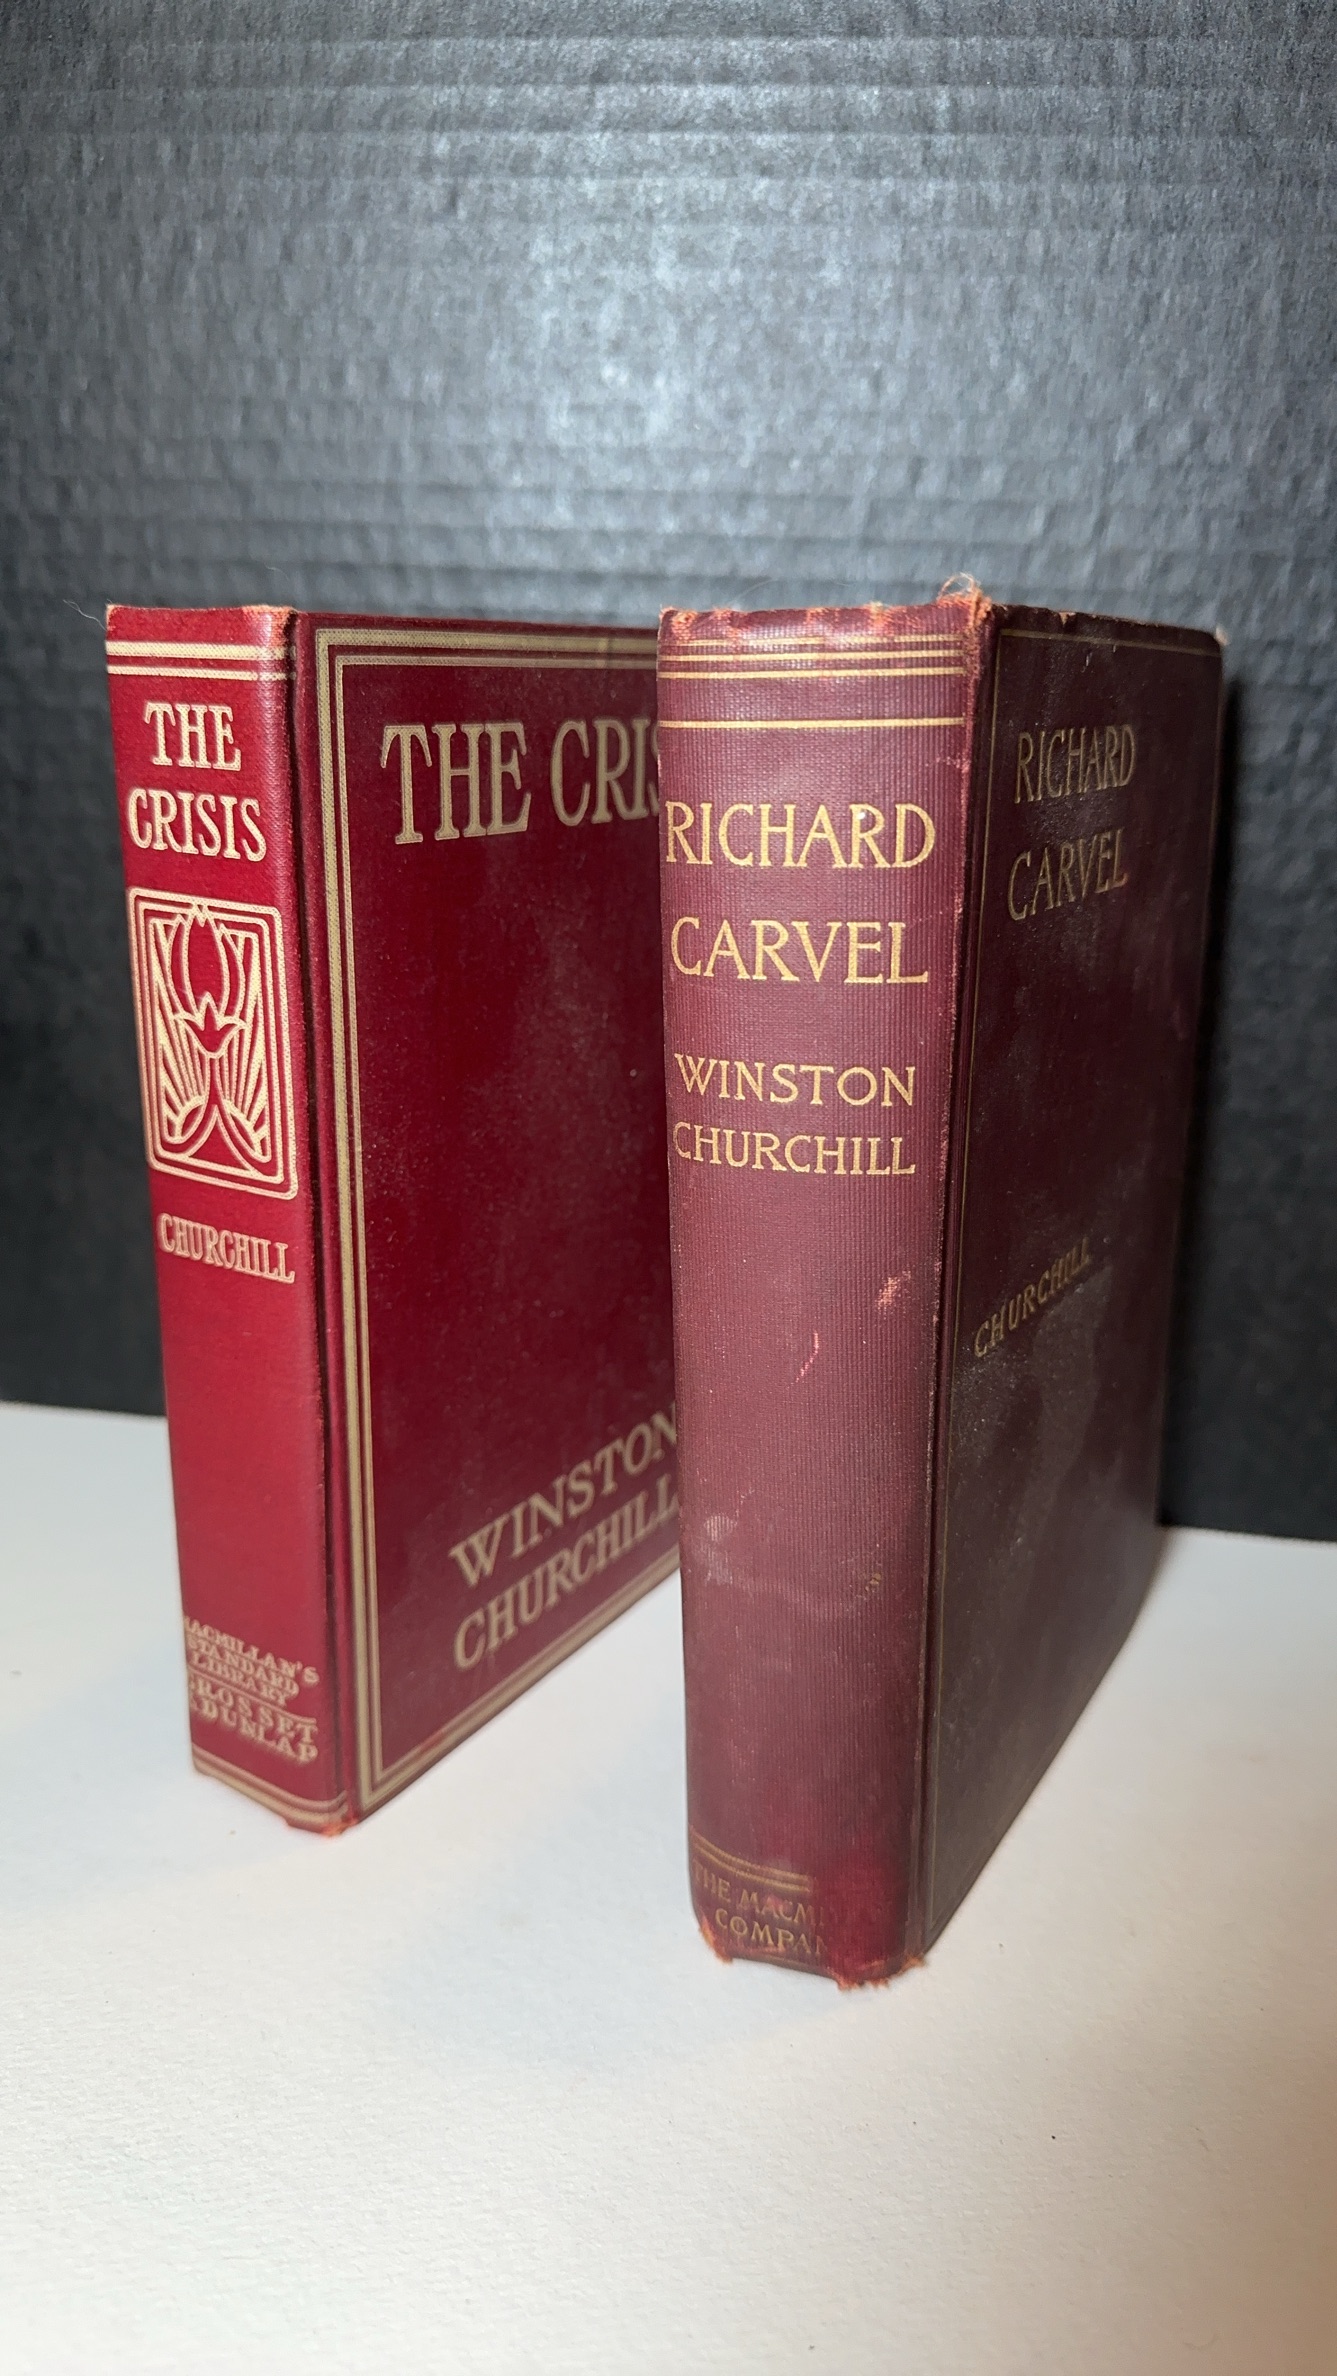 THE
CRISIS
CHURCHILL
MACMILLAN'S
STANDARD
LIBRARY
GROSSET
&DUNLAP
THE CRIS
WINSTON
CHURCHILL
RICHARD
CARVEL
WINSTON
CHURCHILL
THE MACM
COMPAN
RICHARD
CARVEL
CHURCHILL